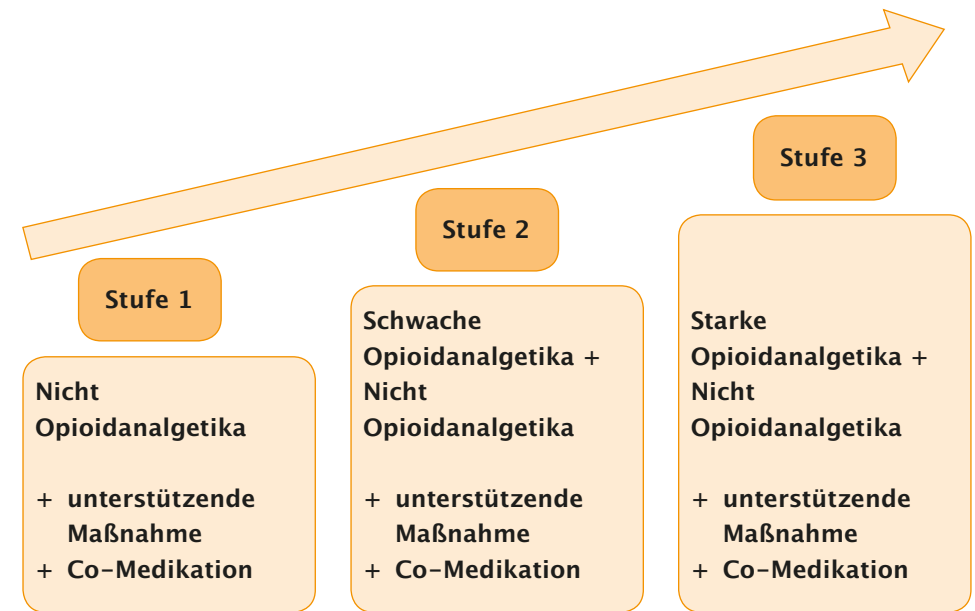 Stufe 1
Nicht
Opioidanalgetika
+ unterstützende
Maßnahme
+ Co-Medikation
Stufe 2
Schwache
Opioidanalgetika +
Nicht
Opioidanalgetika
+ unterstützende
Maßnahme
+ Co-Medikation
Stufe 3
Starke
Opioidanalgetika +
Nicht
Opioidanalgetika
+ unterstützende
Maßnahme
+ Co-Medikation